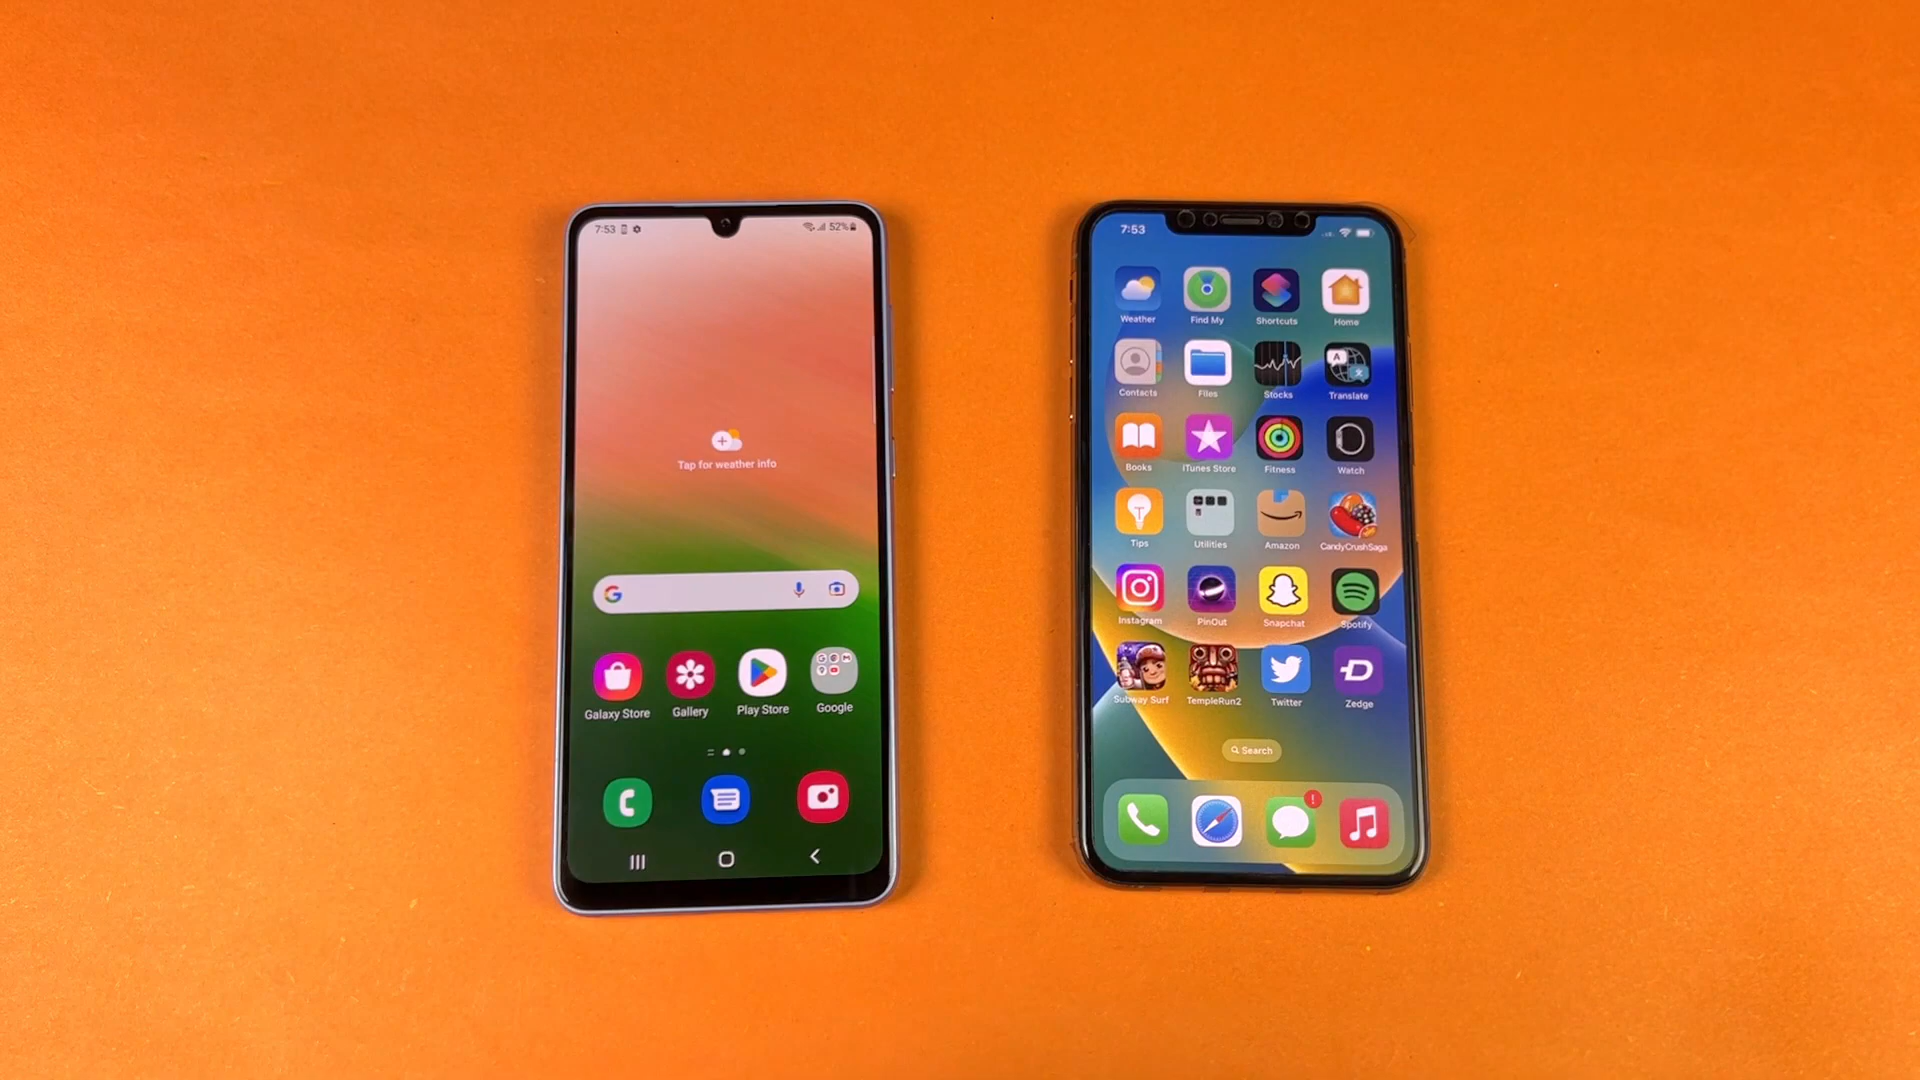 7:53
52%
Tap for weather info
Galaxy Store
Gallery
Play Store
Google
7:53
Weather
Find My
Shortcuts
Home
Contacts
Files
Stocks
Translate
Books
iTunes Store
Fitness
Watch
Tips
Utilities
Amazon
CandyCrushSaga
Instagram
PinOut
Snapchat
Spotify
Subway Surf
TempleRun2
Twitter
Zedge
Search